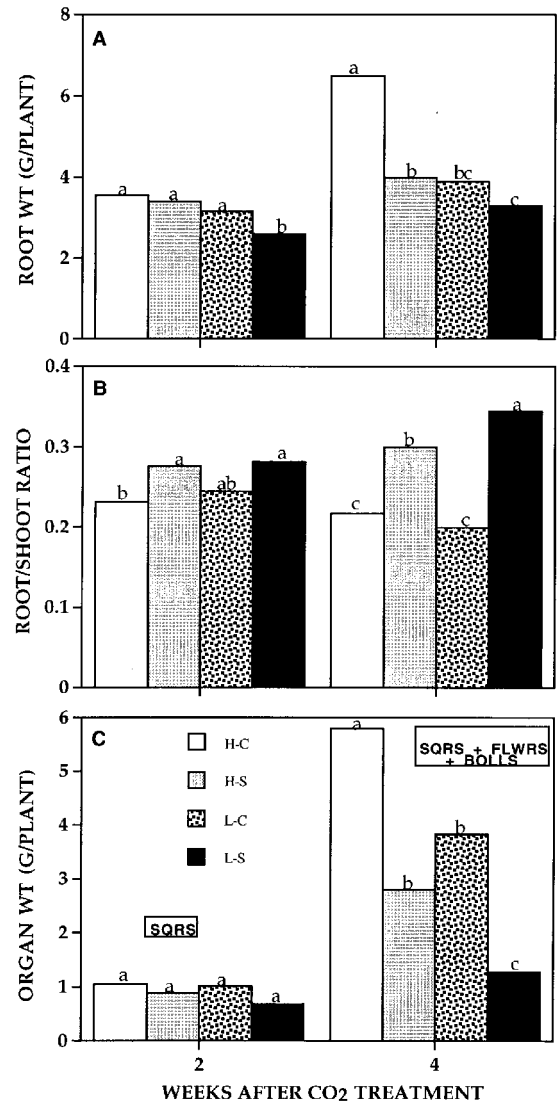 A
ROOT WT (G/PLANT)
8
6
4
2
0
a
a
a
b
a
b
bc
c
B
ROOT/SHOOT RATIO
0.4
0.3
0.2
0.1
0
b
a
ab
a
c
b
c
a
C
ORGAN WT (G/PLANT)
6
5
4
3
2
1
0
H-C
H-S
L-C
L-S
SQRS
SQRS + FLWRS
+ BOLLS
a
a
a
a
a
b
b
c
2
4
WEEKS AFTER CO2 TREATMENT